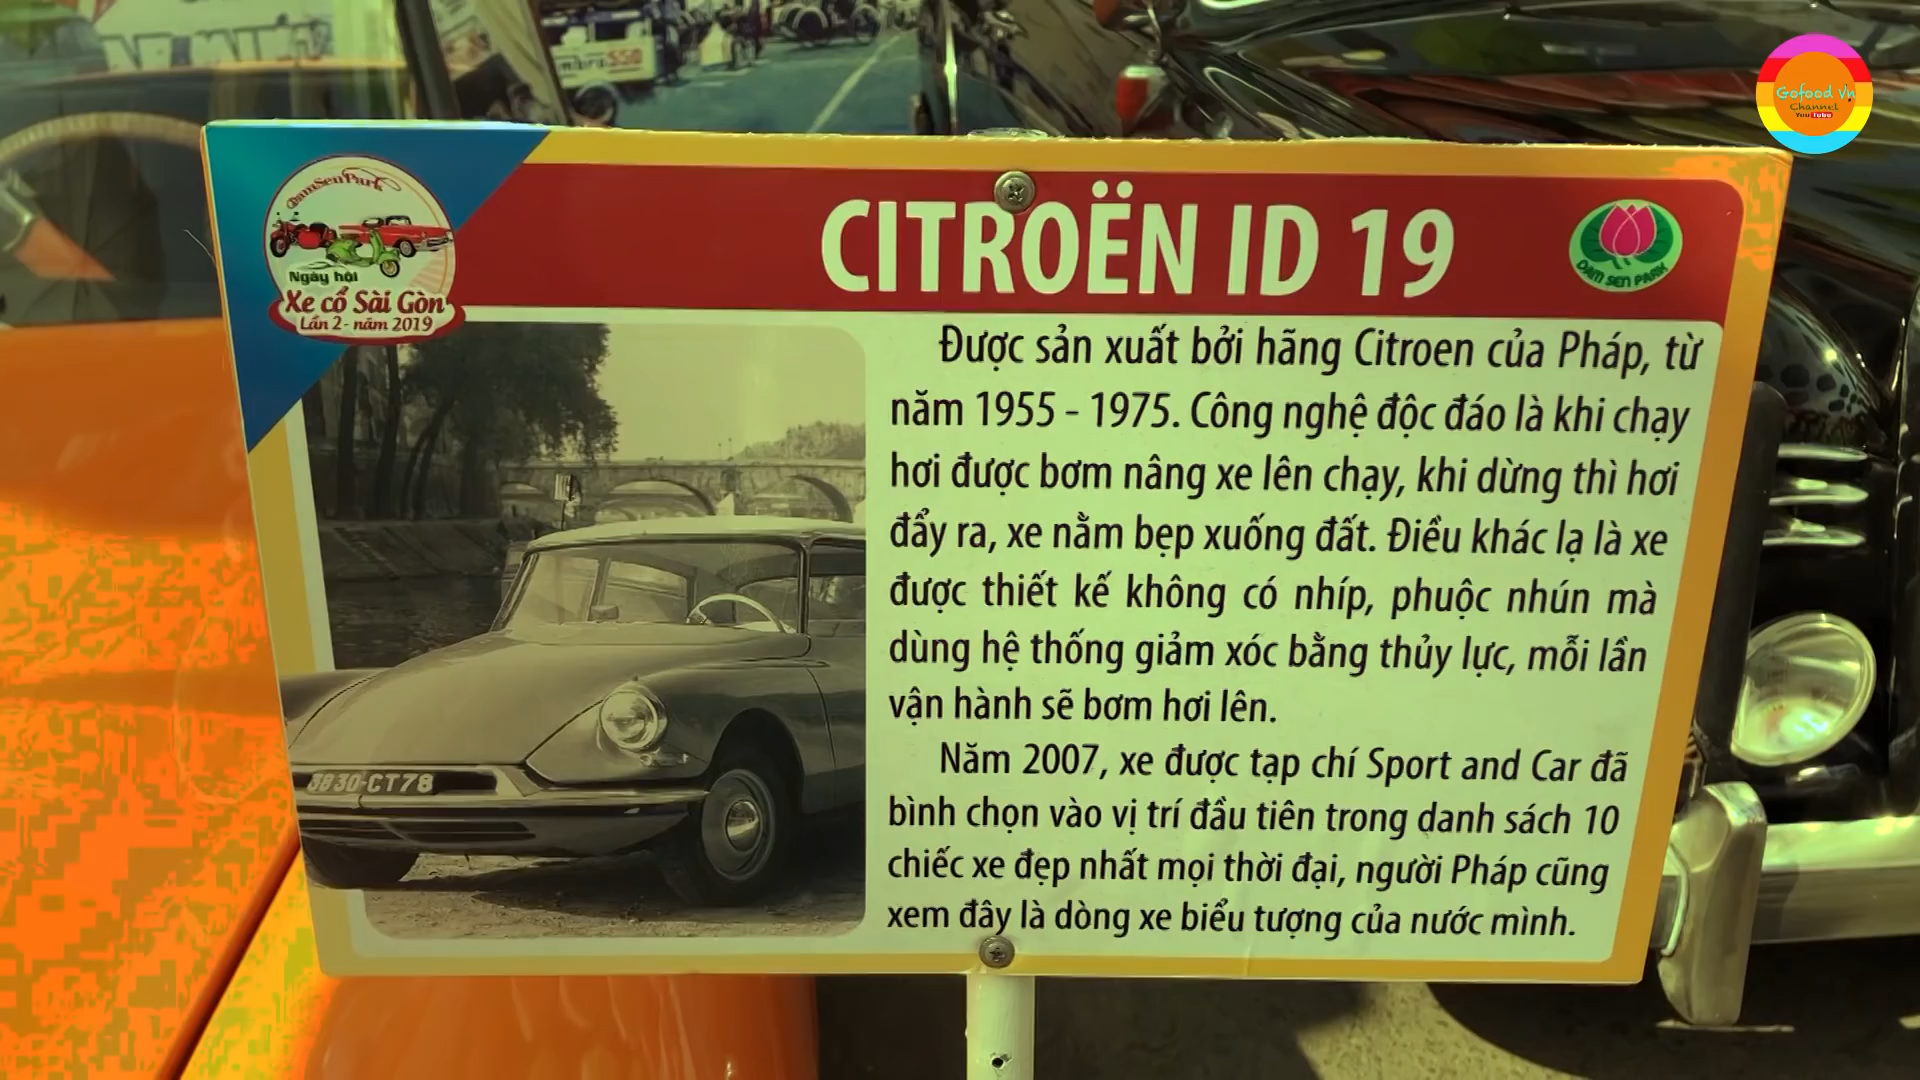 Gofood Vn
Channel
YouTube
550
DamSenPark
Ngày hội
Xe cổ Sài Gòn
Lần 2 - năm 2019
CITROËN ID 19
DAM SEN PARK
Được sản xuất bởi hãng Citroen của Pháp, từ
năm 1955 - 1975. Công nghệ độc đáo là khi chạy
hơi được bơm nâng xe lên chạy, khi dừng thì hơi
đẩy ra, xe nằm bẹp xuống đất. Điều khác lạ là xe
được thiết kế không có nhíp, phuộc nhún mà
dùng hệ thống giảm xóc bằng thủy lực, mỗi lần
vận hành sẽ bơm hơi lên.
Năm 2007, xe được tạp chí Sport and Car đã
bình chọn vào vị trí đầu tiên trong danh sách 10
chiếc xe đẹp nhất mọi thời đại, người Pháp cũng
xem đây là dòng xe biểu tượng của nước mình.
3830-CT78